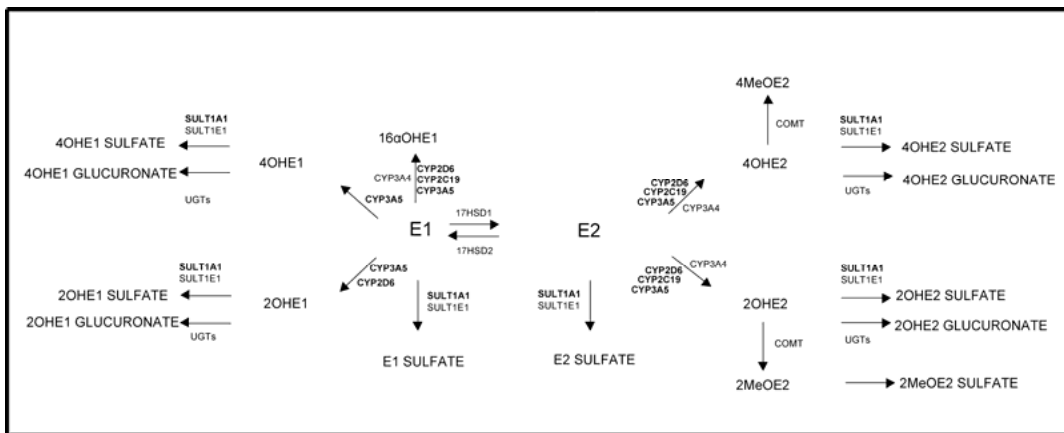 4MeOE2
COMT
SULT1A1
SULT1E1
4OHE1 SULFATE
4OHE1 GLUCURONATE
UGTs
4OHE1
16αOHE1
CYP3A4
CYP2D6
CYP2C19
CYP3A5
CYP3A5
4OHE2
SULT1A1
SULT1E1
4OHE2 SULFATE
4OHE2 GLUCURONATE
UGTs
CYP2D6
CYP2C19
CYP3A5
CYP3A4
E1
17HSD1
17HSD2
E2
SULT1A1
SULT1E1
2OHE1 SULFATE
2OHE1 GLUCURONATE
UGTs
2OHE1
CYP3A5
CYP2D6
SULT1A1
SULT1E1
E1 SULFATE
SULT1A1
SULT1E1
E2 SULFATE
CYP2D6
CYP2C19
CYP3A5
CYP3A4
2OHE2
SULT1A1
SULT1E1
2OHE2 SULFATE
2OHE2 GLUCURONATE
UGTs
COMT
2MeOE2
2MeOE2 SULFATE